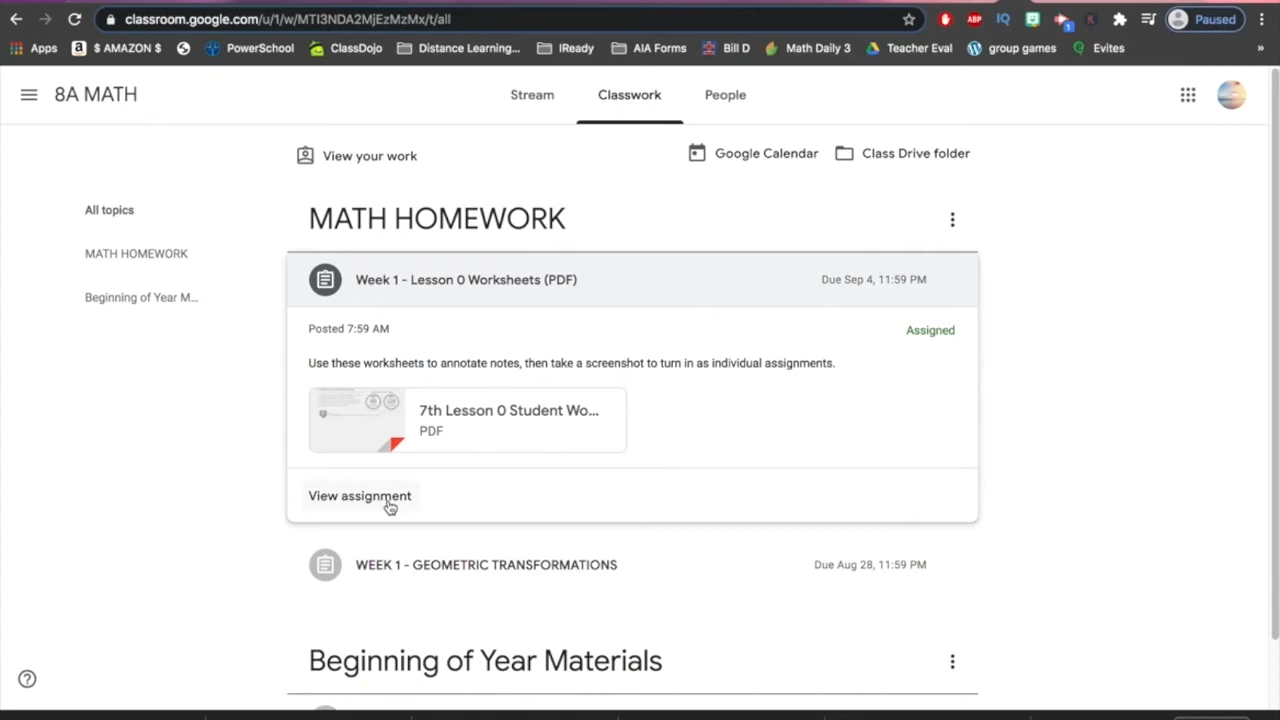 classroom.google.com/u/1/w/MTI3NDA2MjEzMzMx/t/all
ABP
IQ
1
K
Paused
Apps
$ AMAZON $
PowerSchool
ClassDojo
Distance Learning...
IReady
AIA Forms
Bill D
Math Daily 3
Teacher Eval
group games
Evites
»
8A MATH
Stream
Classwork
People
View your work
Google Calendar
Class Drive folder
All topics
MATH HOMEWORK
Beginning of Year M...
MATH HOMEWORK
Week 1 - Lesson 0 Worksheets (PDF)
Due Sep 4, 11:59 PM
Posted 7:59 AM
Assigned
Use these worksheets to annotate notes, then take a screenshot to turn in as individual assignments.
7th Lesson 0 Student Wo...
PDF
View assignment
WEEK 1 - GEOMETRIC TRANSFORMATIONS
Due Aug 28, 11:59 PM
Beginning of Year Materials